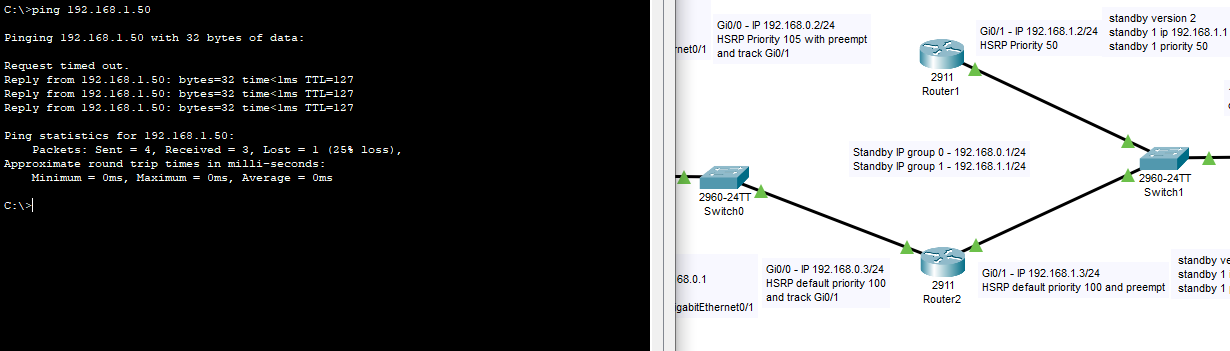 C:\>ping 192.168.1.50
Pinging 192.168.1.50 with 32 bytes of data:
Request timed out.
Reply from 192.168.1.50: bytes=32 time<1ms TTL=127
Reply from 192.168.1.50: bytes=32 time<1ms TTL=127
Reply from 192.168.1.50: bytes=32 time<1ms TTL=127
Ping statistics for 192.168.1.50:
Packets: Sent = 4, Received = 3, Lost = 1 (25% loss),
Approximate round trip times in milli-seconds:
Minimum = 0ms, Maximum = 0ms, Average = 0ms
C:\>
rnet0/1
Gi0/0 - IP 192.168.0.2/24
HSRP Priority 105 with preempt
and track Gi0/1
2911
Router1
Gi0/1 - IP 192.168.1.2/24
HSRP Priority 50
standby version 2
standby 1 ip 192.168.1.1
standby 1 priority 50
Standby IP group 0 - 192.168.0.1/24
Standby IP group 1 - 192.168.1.1/24
2960-24TT
Switch0
2960-24TT
Switch1
68.0.1
igabitEthernet0/1
Gi0/0 - IP 192.168.0.3/24
HSRP default priority 100
and track Gi0/1
2911
Router2
Gi0/1 - IP 192.168.1.3/24
HSRP default priority 100 and preempt
standby ve
standby 1
standby 1